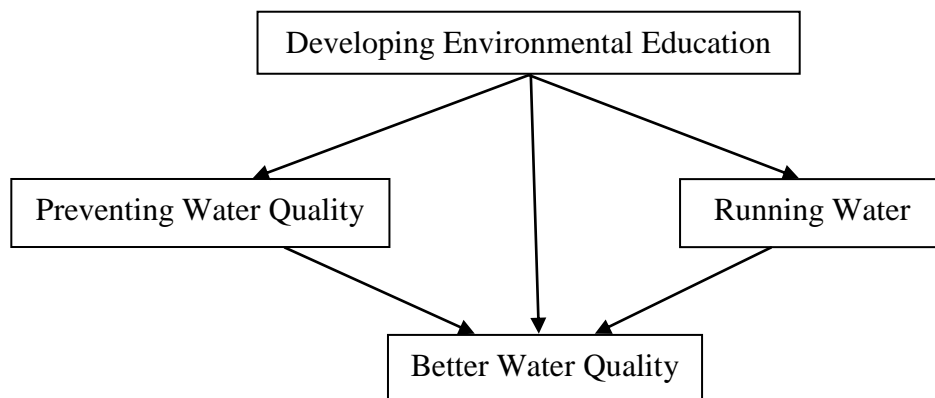 Developing Environmental Education
Preventing Water Quality
Running Water
Better Water Quality